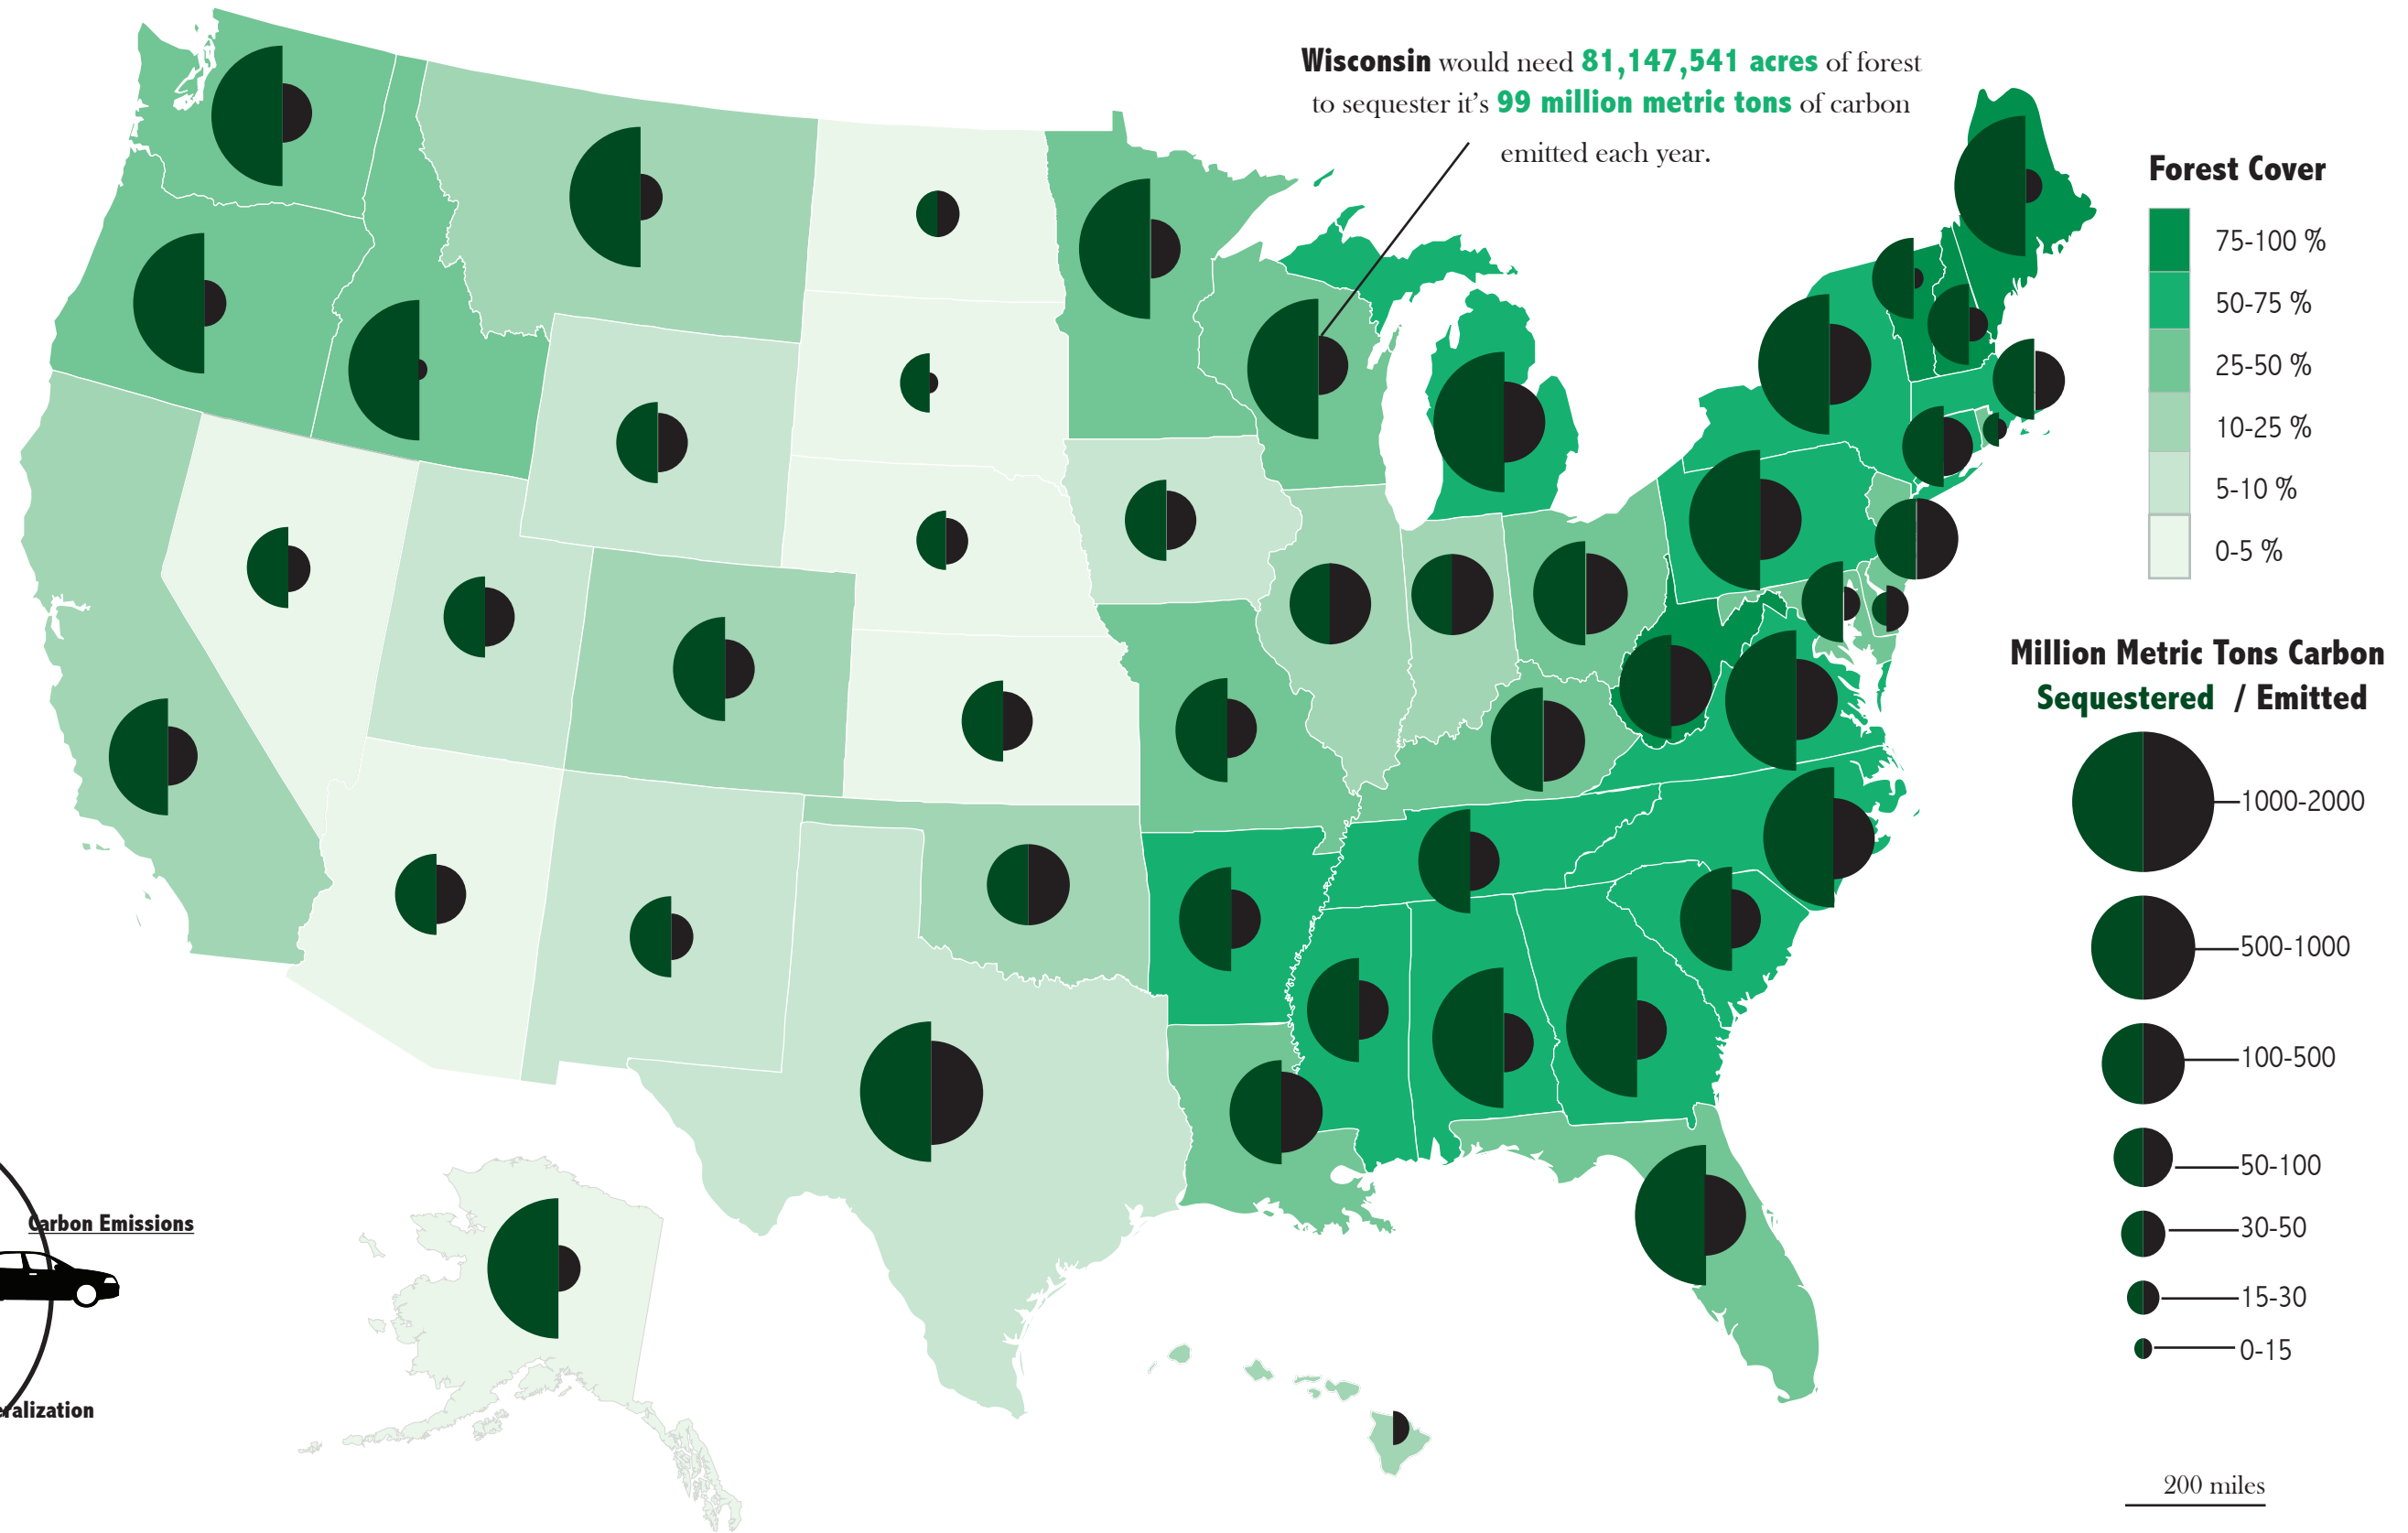 Wisconsin would need 81,147,541 acres of forest
to sequester it's 99 million metric tons of carbon
emitted each year.
Forest Cover
75-100 %
50-75 %
25-50 %
10-25 %
5-10 %
0-5 %
Million Metric Tons Carbon
Sequestered / Emitted
1000-2000
500-1000
100-500
50-100
30-50
15-30
0-15
Carbon Emissions
eralization
200 miles